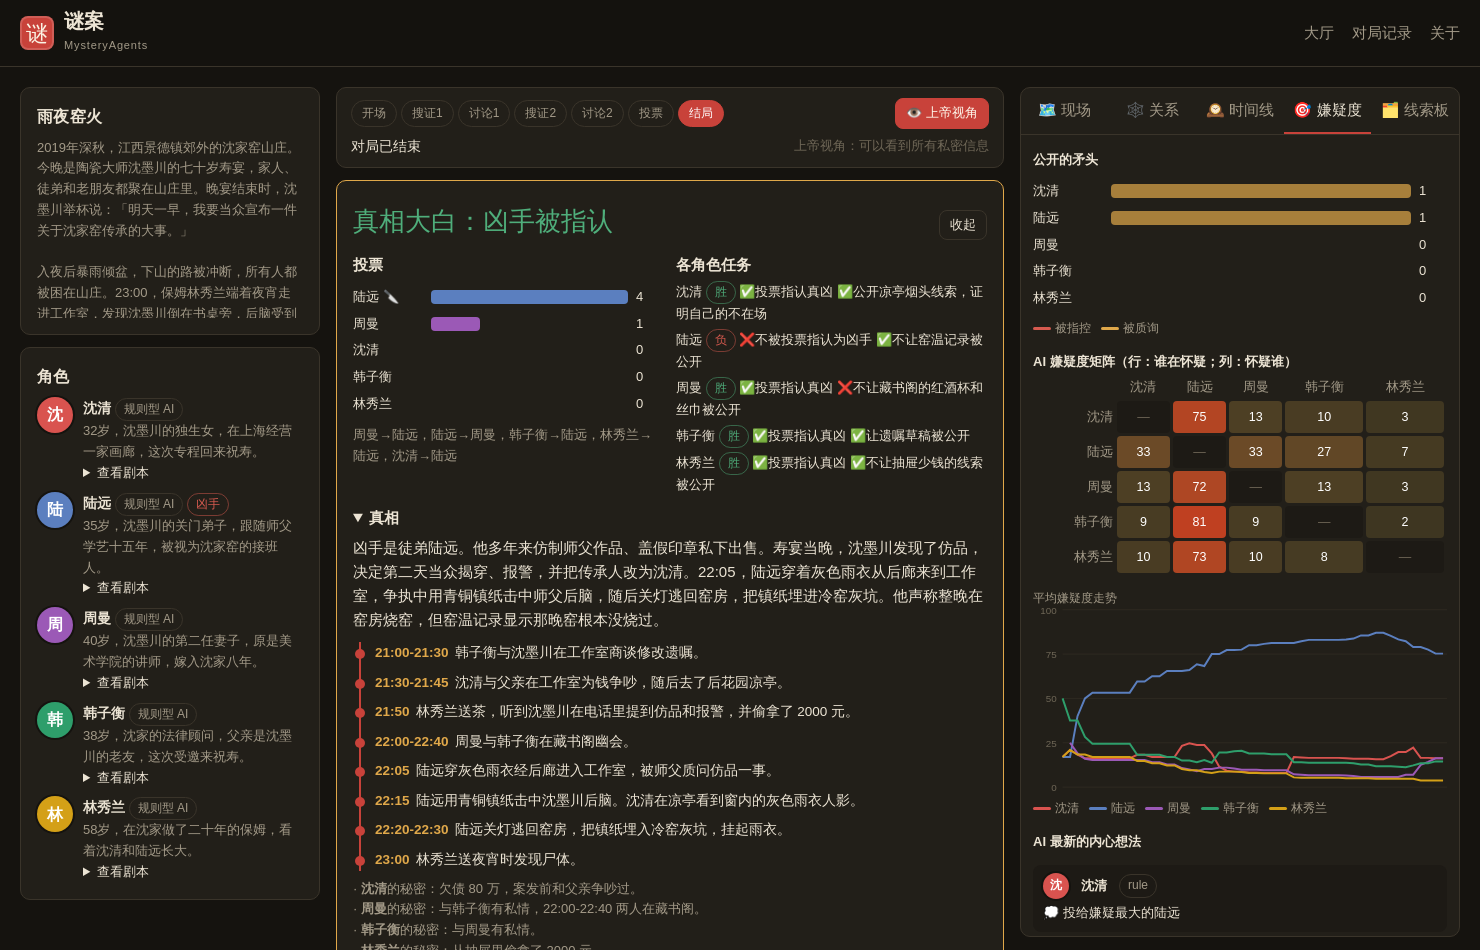 谜
谜案
MysteryAgents
大厅 对局记录 关于
雨夜窑火
2019年深秋，江西景德镇郊外的沈家窑山庄。
今晚是陶瓷大师沈墨川的七十岁寿宴，家人、
徒弟和老朋友都聚在山庄里。晚宴结束时，沈
墨川举杯说：「明天一早，我要当众宣布一件
关于沈家窑传承的大事。」
入夜后暴雨倾盆，下山的路被冲断，所有人都
被困在山庄。23:00，保姆林秀兰端着夜宵走
进工作室，发现沈墨川倒在书桌旁，后脑受到
角色
沈
沈清 规则型 AI
32岁，沈墨川的独生女，在上海经营
一家画廊，这次专程回来祝寿。
▶ 查看剧本
陆
陆远 规则型 AI 凶手
35岁，沈墨川的关门弟子，跟随师父
学艺十五年，被视为沈家窑的接班
人。
▶ 查看剧本
周
周曼 规则型 AI
40岁，沈墨川的第二任妻子，原是美
术学院的讲师，嫁入沈家八年。
▶ 查看剧本
韩
韩子衡 规则型 AI
38岁，沈家的法律顾问，父亲是沈墨
川的老友，这次受邀来祝寿。
▶ 查看剧本
林
林秀兰 规则型 AI
58岁，在沈家做了二十年的保姆，看
着沈清和陆远长大。
▶ 查看剧本
开场 搜证1 讨论1 搜证2 讨论2 投票 结局
👁️ 上帝视角
对局已结束
上帝视角：可以看到所有私密信息
真相大白：凶手被指认
收起
投票
陆远 🔪 4
周曼 1
沈清 0
韩子衡 0
林秀兰 0
周曼→陆远，陆远→周曼，韩子衡→陆远，林秀兰→
陆远，沈清→陆远
各角色任务
沈清 胜 ✅投票指认真凶 ✅公开凉亭烟头线索，证
明自己的不在场
陆远 负 ❌不被投票指认为凶手 ✅不让窑温记录被
公开
周曼 胜 ✅投票指认真凶 ❌不让藏书阁的红酒杯和
丝巾被公开
韩子衡 胜 ✅投票指认真凶 ✅让遗嘱草稿被公开
林秀兰 胜 ✅投票指认真凶 ✅不让抽屉少钱的线索
被公开
▼ 真相
凶手是徒弟陆远。他多年来仿制师父作品、盖假印章私下出售。寿宴当晚，沈墨川发现了仿品，
决定第二天当众揭穿、报警，并把传承人改为沈清。22:05，陆远穿着灰色雨衣从后廊来到工作
室，争执中用青铜镇纸击中师父后脑，随后关灯逃回窑房，把镇纸埋进冷窑灰坑。他声称整晚在
窑房烧窑，但窑温记录显示那晚窑根本没烧过。
21:00-21:30 韩子衡与沈墨川在工作室商谈修改遗嘱。
21:30-21:45 沈清与父亲在工作室为钱争吵，随后去了后花园凉亭。
21:50 林秀兰送茶，听到沈墨川在电话里提到仿品和报警，并偷拿了 2000 元。
22:00-22:40 周曼与韩子衡在藏书阁幽会。
22:05 陆远穿灰色雨衣经后廊进入工作室，被师父质问仿品一事。
22:15 陆远用青铜镇纸击中沈墨川后脑。沈清在凉亭看到窗内的灰色雨衣人影。
22:20-22:30 陆远关灯逃回窑房，把镇纸埋入冷窑灰坑，挂起雨衣。
23:00 林秀兰送夜宵时发现尸体。
· 沈清的秘密：欠债 80 万，案发前和父亲争吵过。
· 周曼的秘密：与韩子衡有私情，22:00-22:40 两人在藏书阁。
· 韩子衡的秘密：与周曼有私情。
· 林秀兰的秘密：从抽屉里偷拿了 2000 元。
🗺️ 现场 🕸️ 关系 🕰️ 时间线 🎯 嫌疑度 🗂️ 线索板
公开的矛头
沈清 1
陆远 1
周曼 0
韩子衡 0
林秀兰 0
被指控 被质询
AI 嫌疑度矩阵（行：谁在怀疑；列：怀疑谁）
沈清 陆远 周曼 韩子衡 林秀兰
沈清 — 75 13 10 3
陆远 33 — 33 27 7
周曼 13 72 — 13 3
韩子衡 9 81 9 — 2
林秀兰 10 73 10 8 —
平均嫌疑度走势
100
75
50
25
0
沈清 陆远 周曼 韩子衡 林秀兰
AI 最新的内心想法
沈 沈清 rule
💭 投给嫌疑最大的陆远